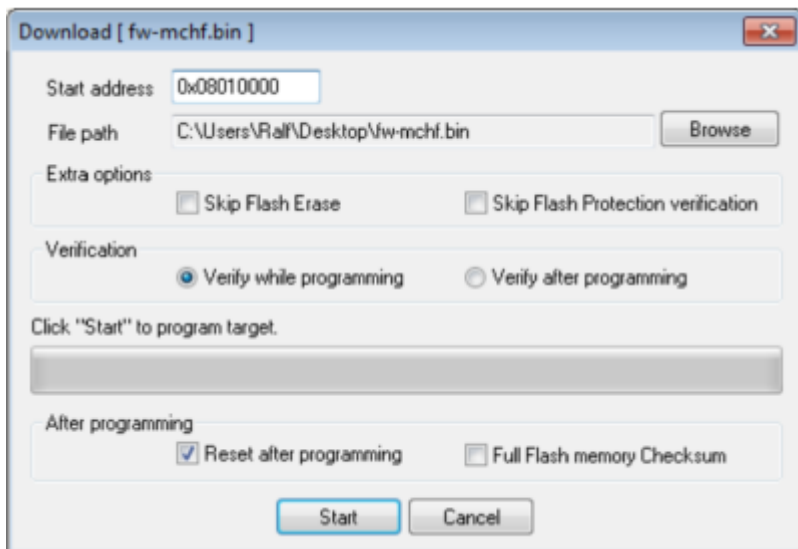 Download [ fw-mchf.bin ]
Start address 0x08010000
File path C:\Users\Ralf\Desktop\fw-mchf.bin Browse
Extra options
Skip Flash Erase Skip Flash Protection verification
Verification
Verify while programming Verify after programming
Click "Start" to program target.
After programming
Reset after programming Full Flash memory Checksum
Start Cancel